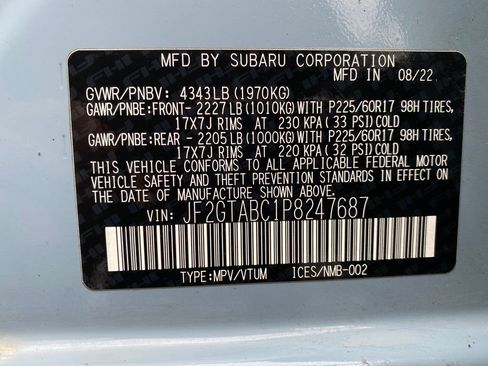 MFD BY SUBARU CORPORATION
MFD IN 08/22
GVWR/PNBV: 4343LB (1970KG)
GAWR/PNBE:FRONT- 2227LB (1010KG) WITH P225/60R17 98H TIRES,
17X7J RIMS AT 230 KPA ( 33 PSI) COLD
GAWR/PNBE:REAR - 2205LB (1000KG) WITH P225/60R17 98H TIRES,
17X7J RIMS AT 220 KPA ( 32 PSI) COLD
THIS VEHICLE CONFORMS TO ALL APPLICABLE FEDERAL MOTOR
VEHICLE SAFETY AND THEFT PREVENTION STANDARDS IN EFFECT ON
THE DATE OF MANUFACTURE SHOWN ABOVE.
VIN: JF2GTABC1P8247687
TYPE:MPV/VTUM ICES/NMB-002